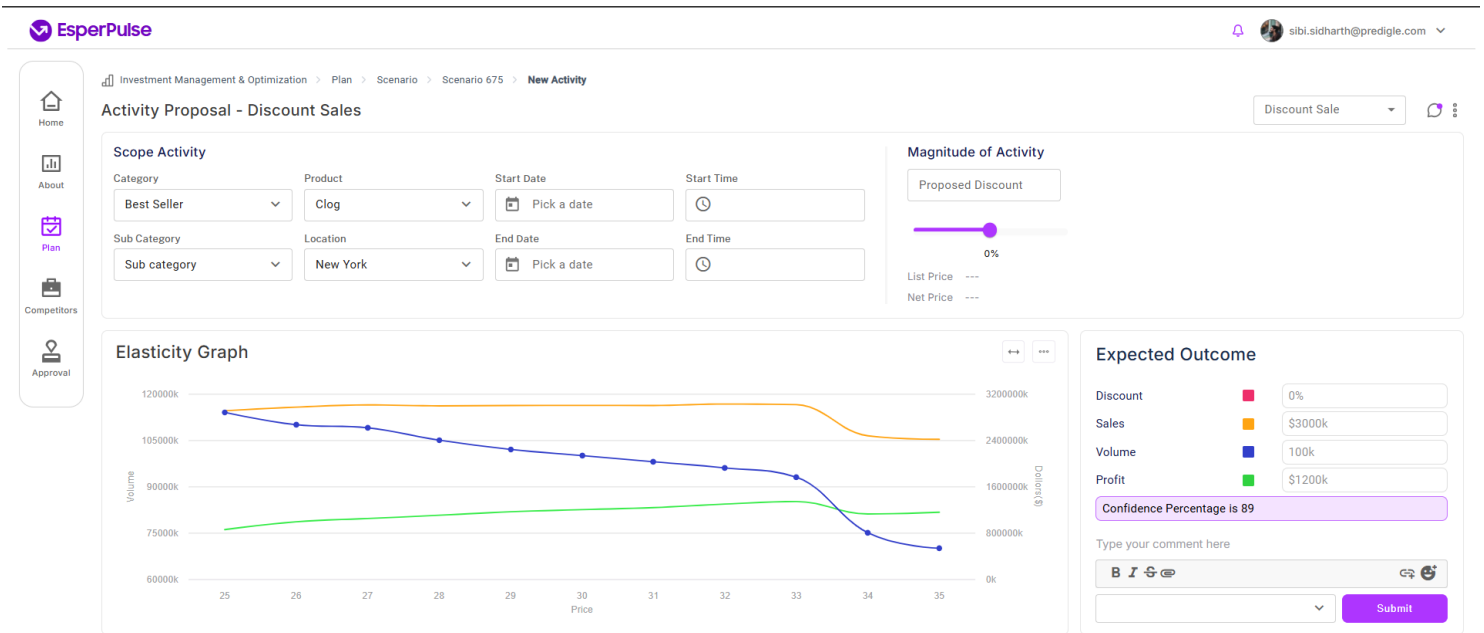 EsperPulse
sibi.sidharth@predigle.com
Investment Management & Optimization > Plan > Scenario > Scenario 675 > New Activity
Activity Proposal - Discount Sales
Discount Sale
Home
About
Plan
Competitors
Approval
Scope Activity
Category Product Start Date Start Time
Best Seller Clog Pick a date
Sub Category Location End Date End Time
Sub category New York Pick a date
Magnitude of Activity
Proposed Discount
0%
List Price ---
Net Price ---
Elasticity Graph
120000k 3200000k
105000k 2400000k
90000k 1600000k
75000k 800000k
60000k 0k
Volume
Dollors($)
25 26 27 28 29 30 31 32 33 34 35
Price
Expected Outcome
Discount 0%
Sales $3000k
Volume 100k
Profit $1200k
Confidence Percentage is 89
Type your comment here
B I S
Submit